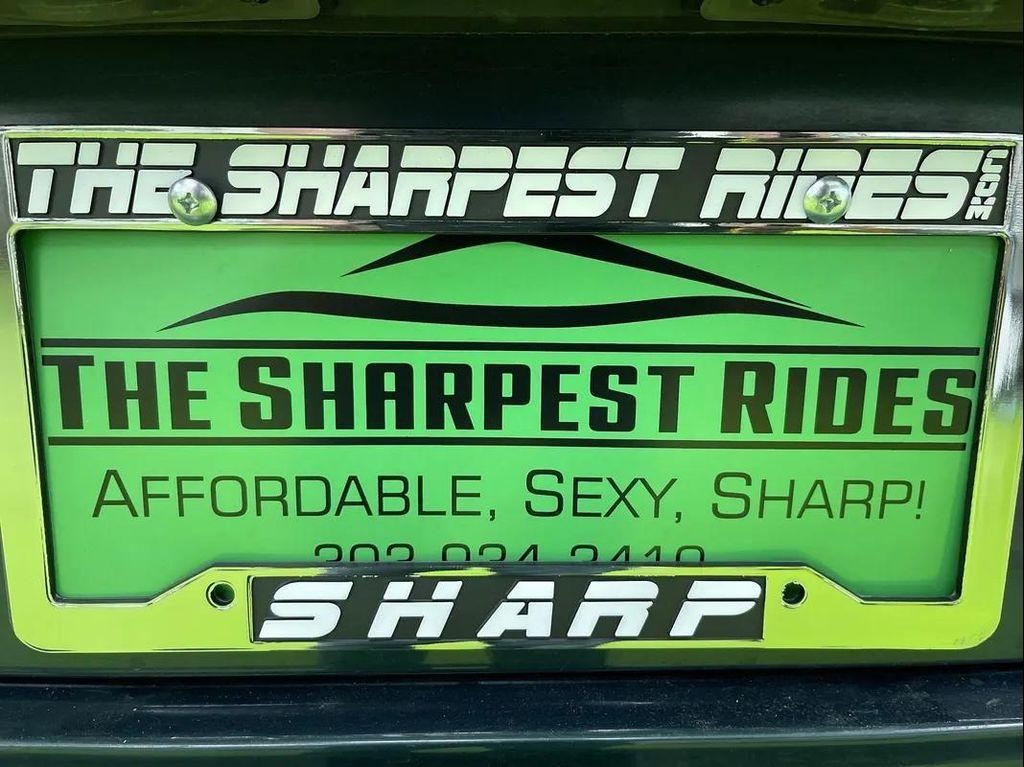 THE SHARPEST RIDES.COM
THE SHARPEST RIDES
AFFORDABLE, SEXY, SHARP!
SHARP